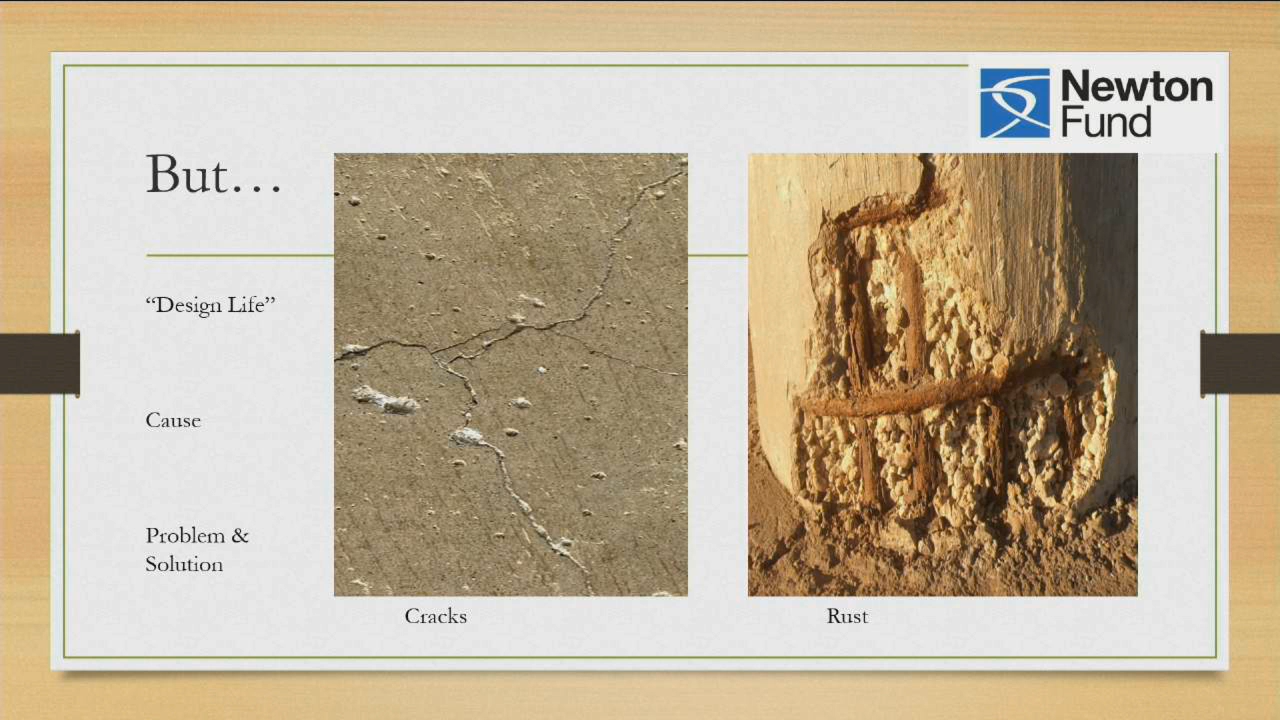 Newton
Fund
But…
“Design Life”
Cause
Problem &
Solution
Cracks
Rust